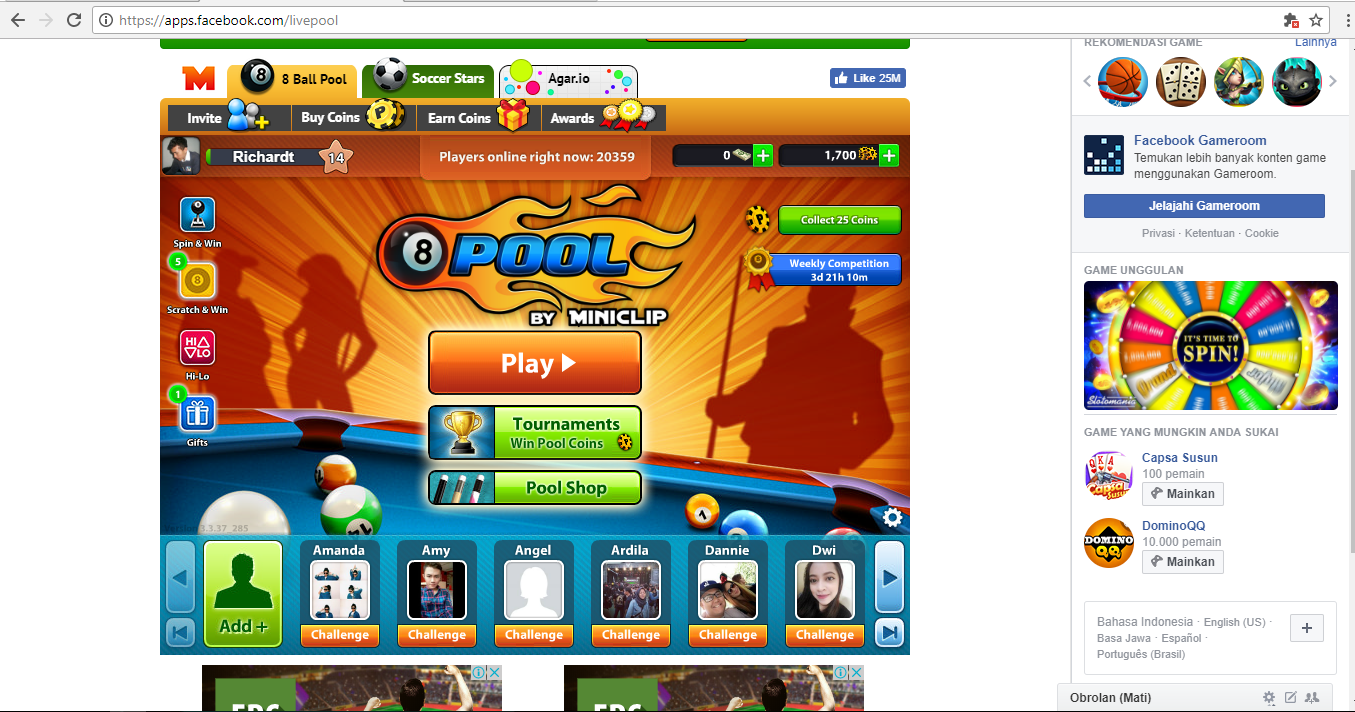 https://apps.facebook.com/livepool
8 Ball Pool
Soccer Stars
Agar.io
Like 25M
Invite
Buy Coins
Earn Coins
Awards
Richardt
14
Players online right now: 20359
0
1,700
Spin & Win
5
Scratch & Win
Hi-Lo
1
Gifts
8
POOL
BY MINICLIP
Collect 25 Coins
Weekly Competition
3d 21h 10m
Play
Tournaments
Win Pool Coins
Pool Shop
Add +
Amanda
Challenge
Amy
Challenge
Angel
Challenge
Ardila
Challenge
Dannie
Challenge
Dwi
Challenge
REKOMENDASI GAME
Lainnya
Facebook Gameroom
Temukan lebih banyak konten game
menggunakan Gameroom.
Jelajahi Gameroom
Privasi · Ketentuan · Cookie
GAME UNGGULAN
IT'S TIME TO
SPIN!
Slotomania
GAME YANG MUNGKIN ANDA SUKAI
Capsa Susun
100 pemain
Mainkan
DOMINO
QQ
DominoQQ
10.000 pemain
Mainkan
Bahasa Indonesia · English (US) ·
Basa Jawa · Español ·
Português (Brasil)
Obrolan (Mati)